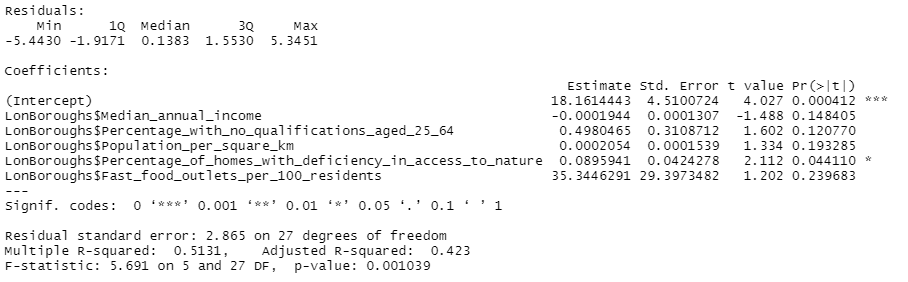 Residuals:
    Min      1Q  Median      3Q     Max
-5.4430 -1.9171  0.1383  1.5530  5.3451
Coefficients:
                                                                 Estimate Std. Error t value Pr(>|t|)
(Intercept)                                                    18.1614443  4.5100724   4.027 0.000412 ***
LonBoroughs$Median_annual_income                               -0.0001944  0.0001307  -1.488 0.148405
LonBoroughs$Percentage_with_no_qualifications_aged_25_64        0.4980465  0.3108712   1.602 0.120770
LonBoroughs$Population_per_square_km                            0.0002054  0.0001539   1.334 0.193285
LonBoroughs$Percentage_of_homes_with_deficiency_in_access_to_nature  0.0895941  0.0424278   2.112 0.044110 *
LonBoroughs$Fast_food_outlets_per_100_residents                35.3446291 29.3973482   1.202 0.239683
---
Signif. codes:  0 ‘***’ 0.001 ‘**’ 0.01 ‘*’ 0.05 ‘.’ 0.1 ‘ ’ 1
Residual standard error: 2.865 on 27 degrees of freedom
Multiple R-squared:  0.5131,    Adjusted R-squared:  0.423
F-statistic: 5.691 on 5 and 27 DF,  p-value: 0.001039